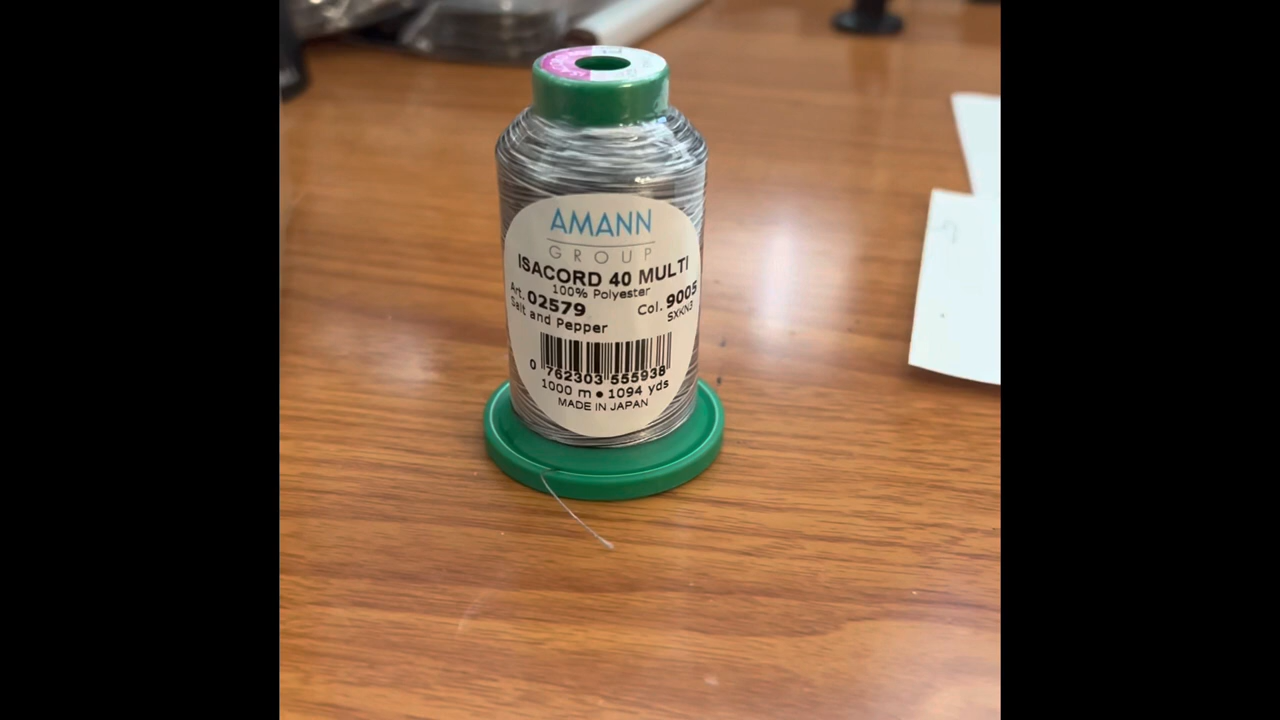 AMANN
GROUP
ISACORD 40 MULTI
100% Polyester
Art. 02579 Col. 9005
Salt and Pepper SXKN3
0 762303 555938
1000 m • 1094 yds
MADE IN JAPAN